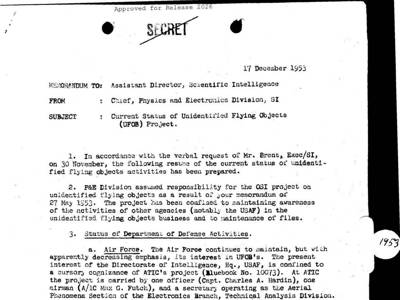 Approved for Release 2026
SECRET
17 December 1953
MEMORANDUM TO: Assistant Director, Scientific Intelligence
FROM : Chief, Physics and Electronics Division, SI
SUBJECT : Current Status of Unidentified Flying Objects
(UFOB) Project.
1. In accordance with the verbal request of Mr. Brent, Exec/SI,
on 30 November, the following resume of the current status of unidenti-
fied flying objects activities has been prepared.
2. P&E Division assumed responsibility for the OSI project on
unidentified flying objects as a result of your memorandum of
27 May 1953. The project has been confined to maintaining awareness
of the activities of other agencies (notably the USAF) in the
unidentified flying objects business and to maintenance of files.
3. Status of Department of Defense Activities.
a. Air Force. The Air Force continues to maintain, but with
apparently decreasing emphasis, its interest in UFOB's. The present
interest of the Directorate of Intelligence, Hq., USAF, is confined to
a cursory cognizance of ATIC's project (Bluebook No. 10073). At ATIC
the project is carried by one officer (Capt. Charles A. Hardin), one
airman (A/1C Max G. Futch), and a secretary operating as the Aerial
Phenomena Section of the Electronics Branch, Technical Analysis Division.
1953